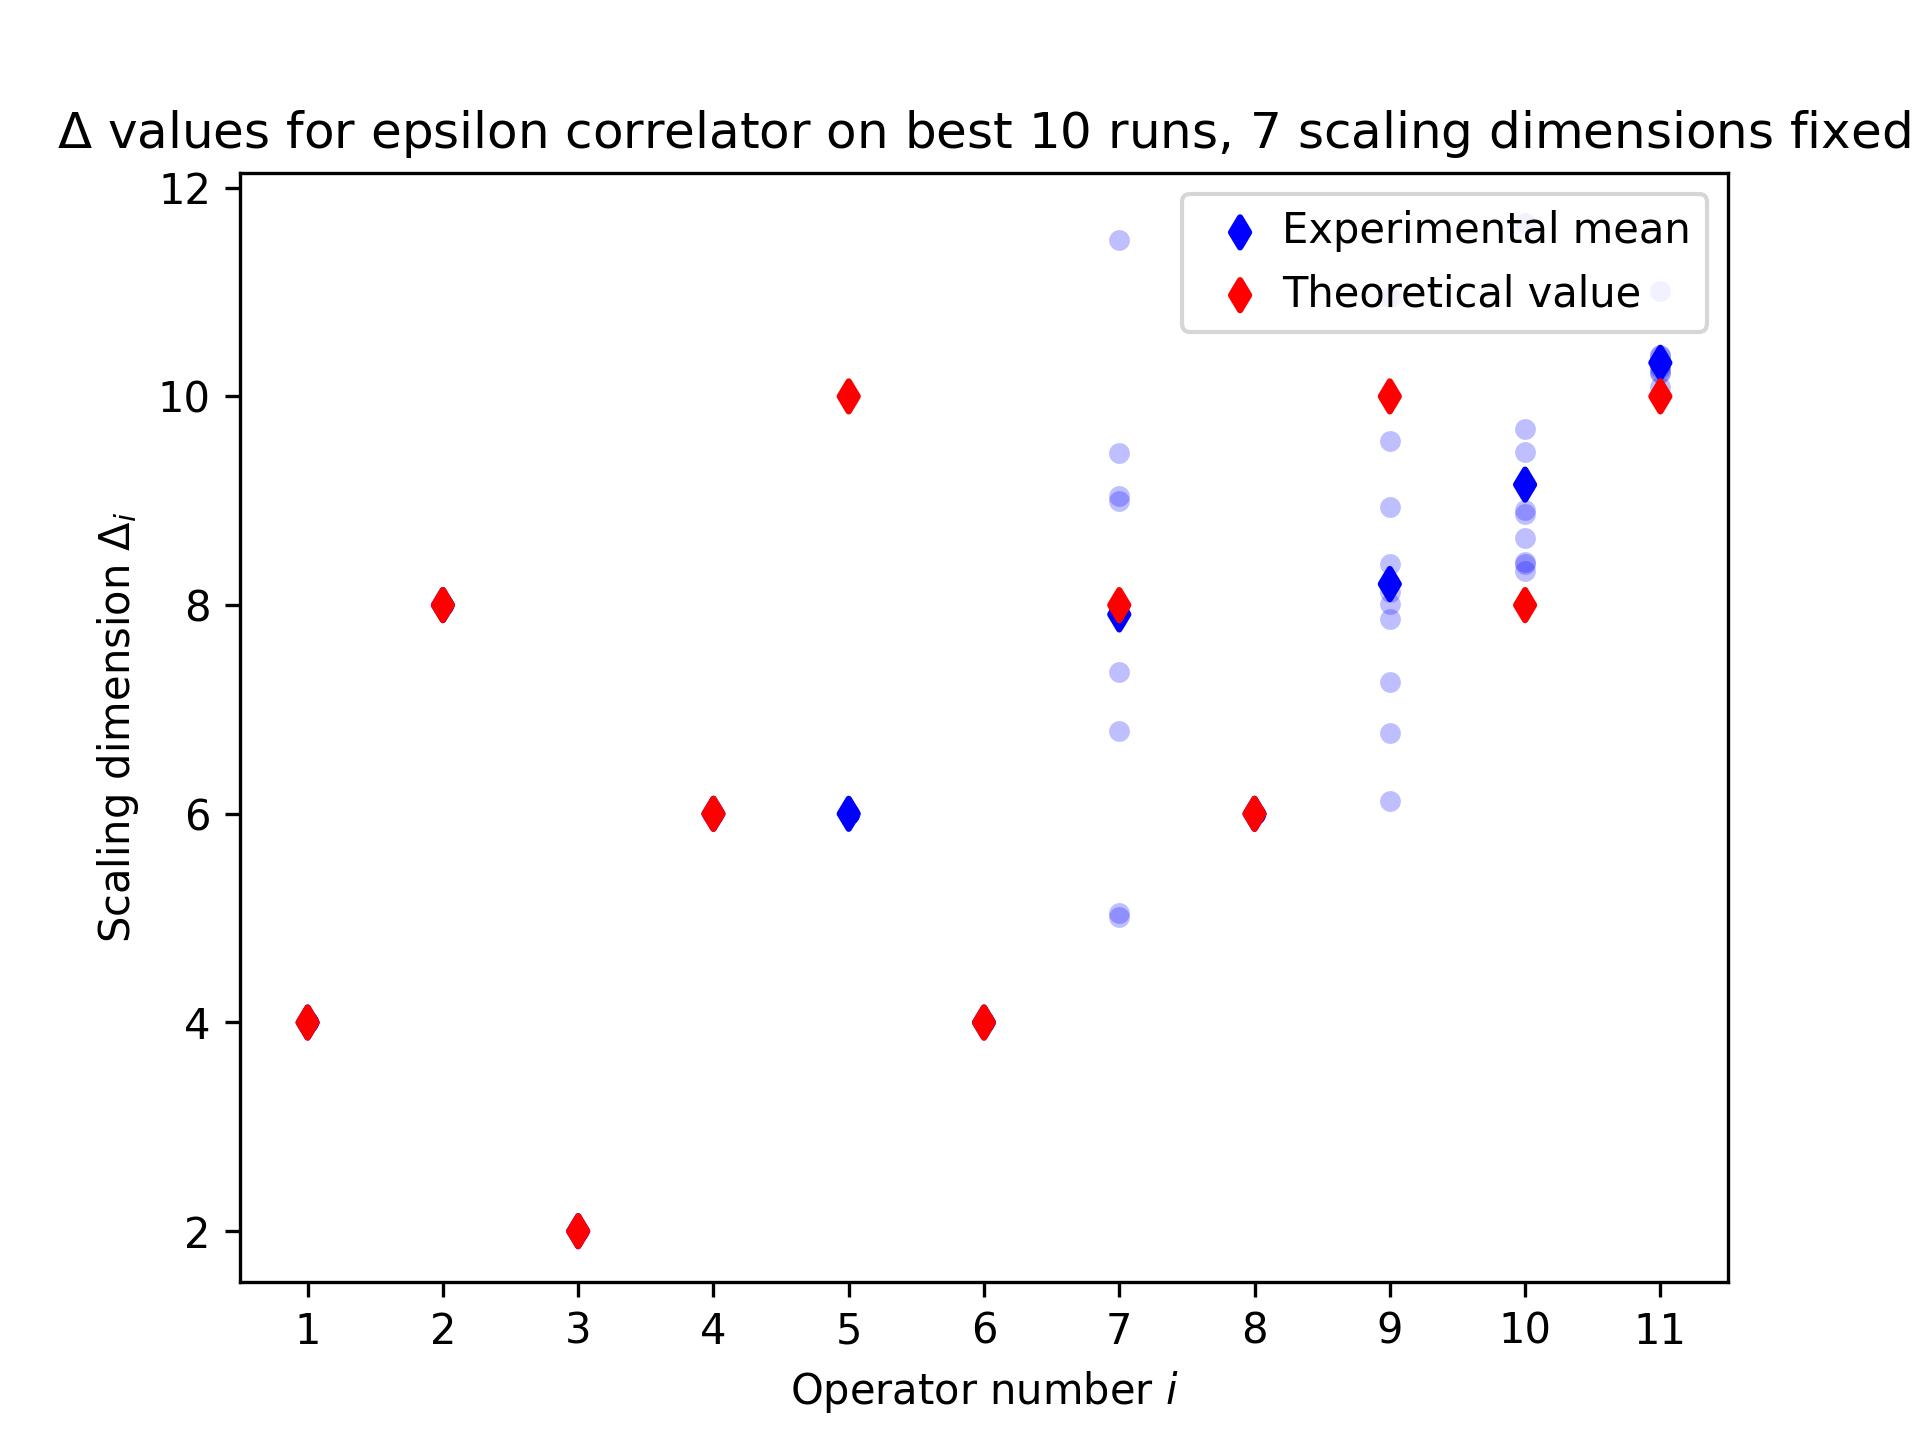 Δ values for epsilon correlator on best 10 runs, 7 scaling dimensions fixed
12
10
8
6
4
2
Scaling dimension Δᵢ
Experimental mean
Theoretical value
1 2 3 4 5 6 7 8 9 10 11
Operator number i